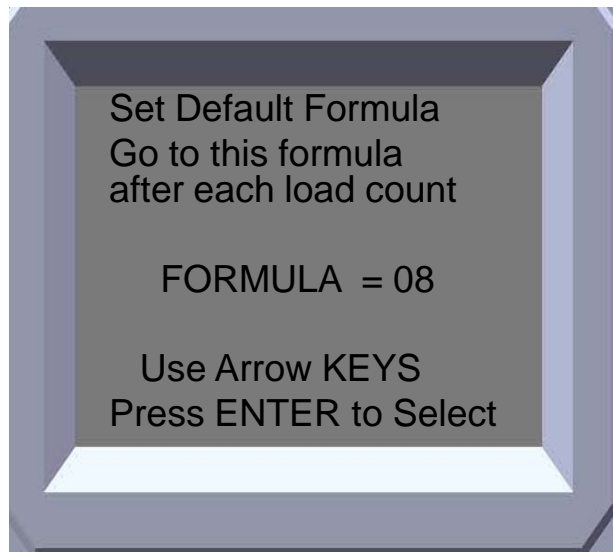 Set Default Formula
Go to this formula
after each load count
FORMULA = 08
Use Arrow KEYS
Press ENTER to Select